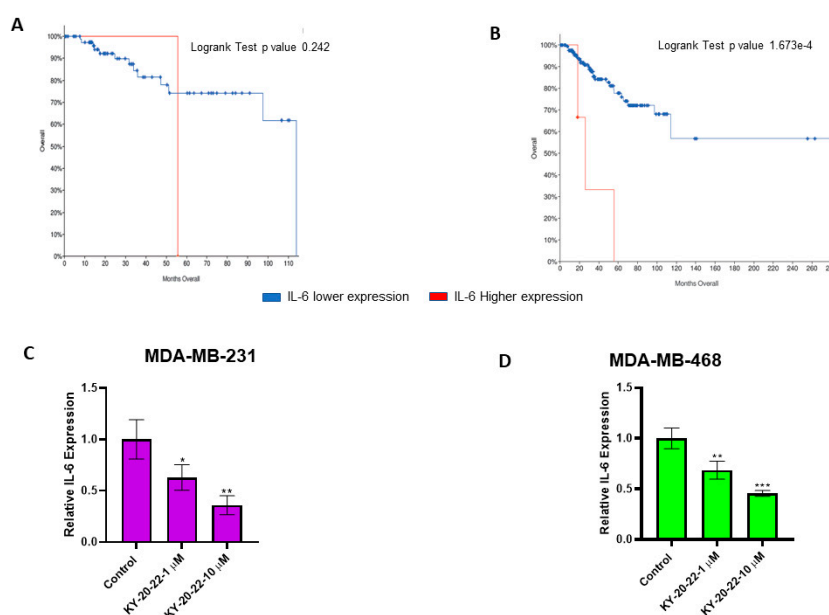 A
Logrank Test p value 0.242
100%
90%
80%
70%
60%
50%
40%
30%
20%
10%
0%
Overall
0 10 20 30 40 50 60 70 80 90 100 110
Months Overall
B
Logrank Test p value 1.673e-4
100%
90%
80%
70%
60%
50%
40%
30%
20%
10%
0%
Overall
0 20 40 60 80 100 120 140 160 180 200 220 240 260
Months Overall
IL-6 lower expression
IL-6 Higher expression
C
MDA-MB-231
Relative IL-6 Expression
1.5
1.0
0.5
0.0
*
**
Control
KY-20-22-1 μM
KY-20-22-10 μM
D
MDA-MB-468
Relative IL-6 Expression
1.5
1.0
0.5
0.0
**
***
Control
KY-20-22-1 μM
KY-20-22-10 μM